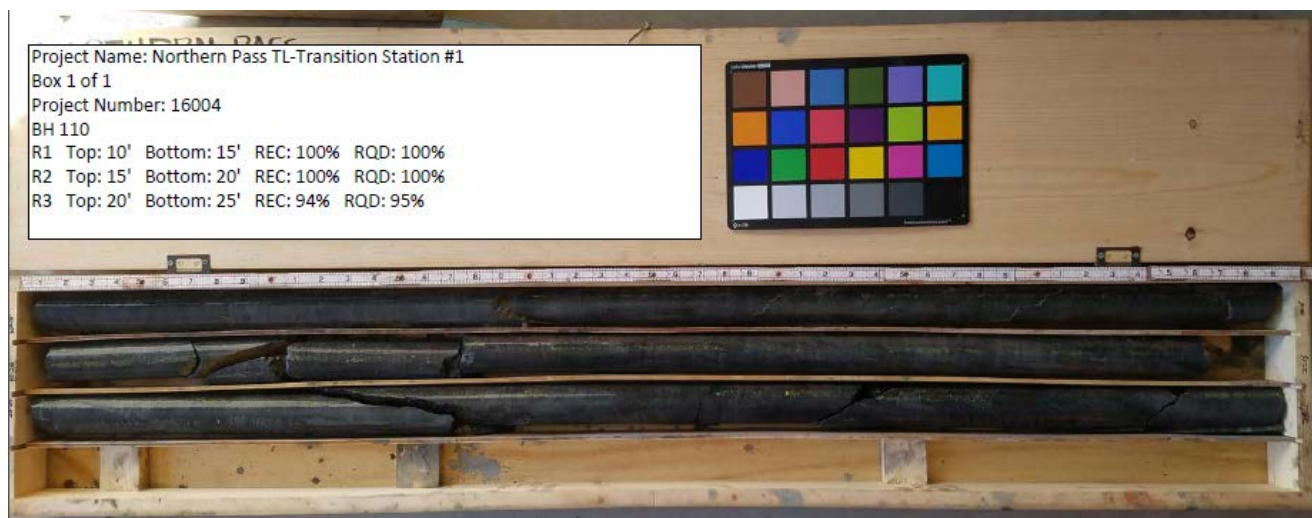 Project Name: Northern Pass TL-Transition Station #1
Box 1 of 1
Project Number: 16004
BH 110
R1 Top: 10' Bottom: 15' REC: 100% RQD: 100%
R2 Top: 15' Bottom: 20' REC: 100% RQD: 100%
R3 Top: 20' Bottom: 25' REC: 94% RQD: 95%